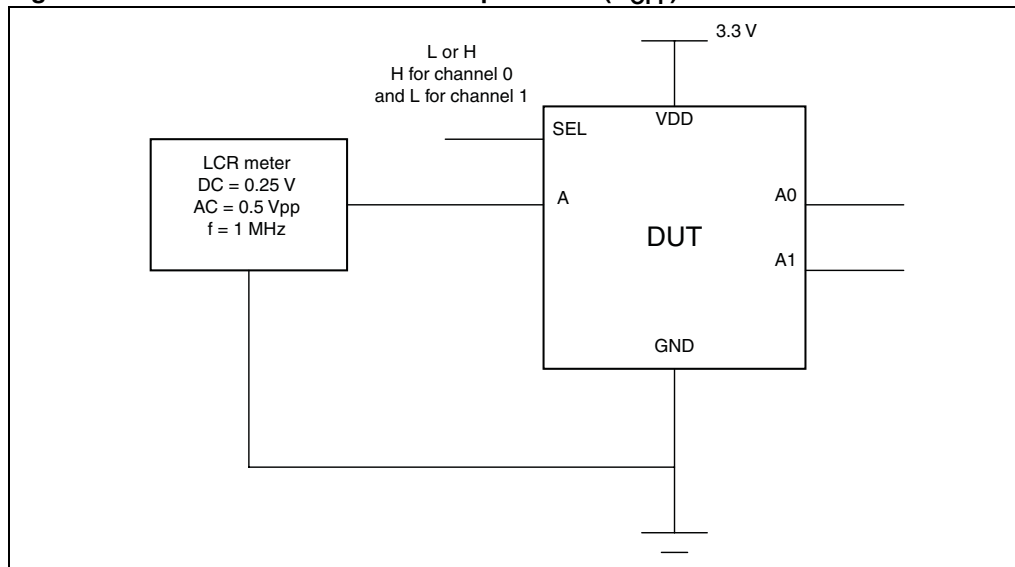 3.3 V
L or H
H for channel 0
and L for channel 1
VDD
SEL
LCR meter
DC = 0.25 V
AC = 0.5 Vpp
f = 1 MHz
A
A0
DUT
A1
GND